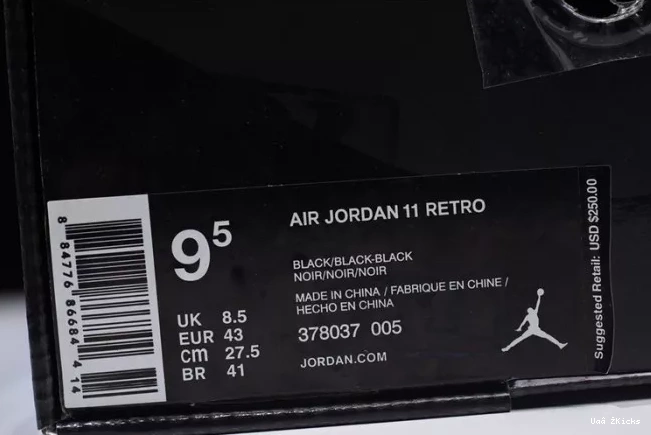 8 84776 86684 4 14
9⁵
UK 8.5
EUR 43
cm 27.5
BR 41
AIR JORDAN 11 RETRO
BLACK/BLACK-BLACK
NOIR/NOIR/NOIR
MADE IN CHINA / FABRIQUE EN CHINE /
HECHO EN CHINA
378037 005
JORDAN.COM
Suggested Retail: USD $250.00